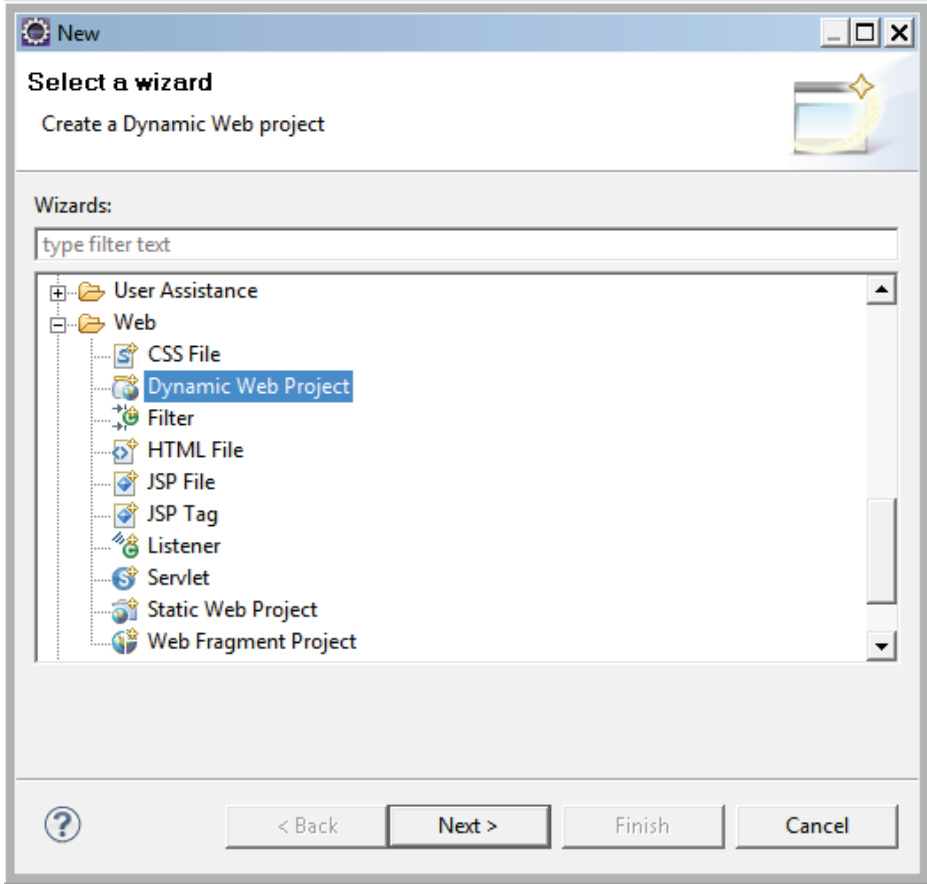 New
Select a wizard
Create a Dynamic Web project
Wizards:
type filter text
User Assistance
Web
CSS File
Dynamic Web Project
Filter
HTML File
JSP File
JSP Tag
Listener
Servlet
Static Web Project
Web Fragment Project
? < Back Next > Finish Cancel